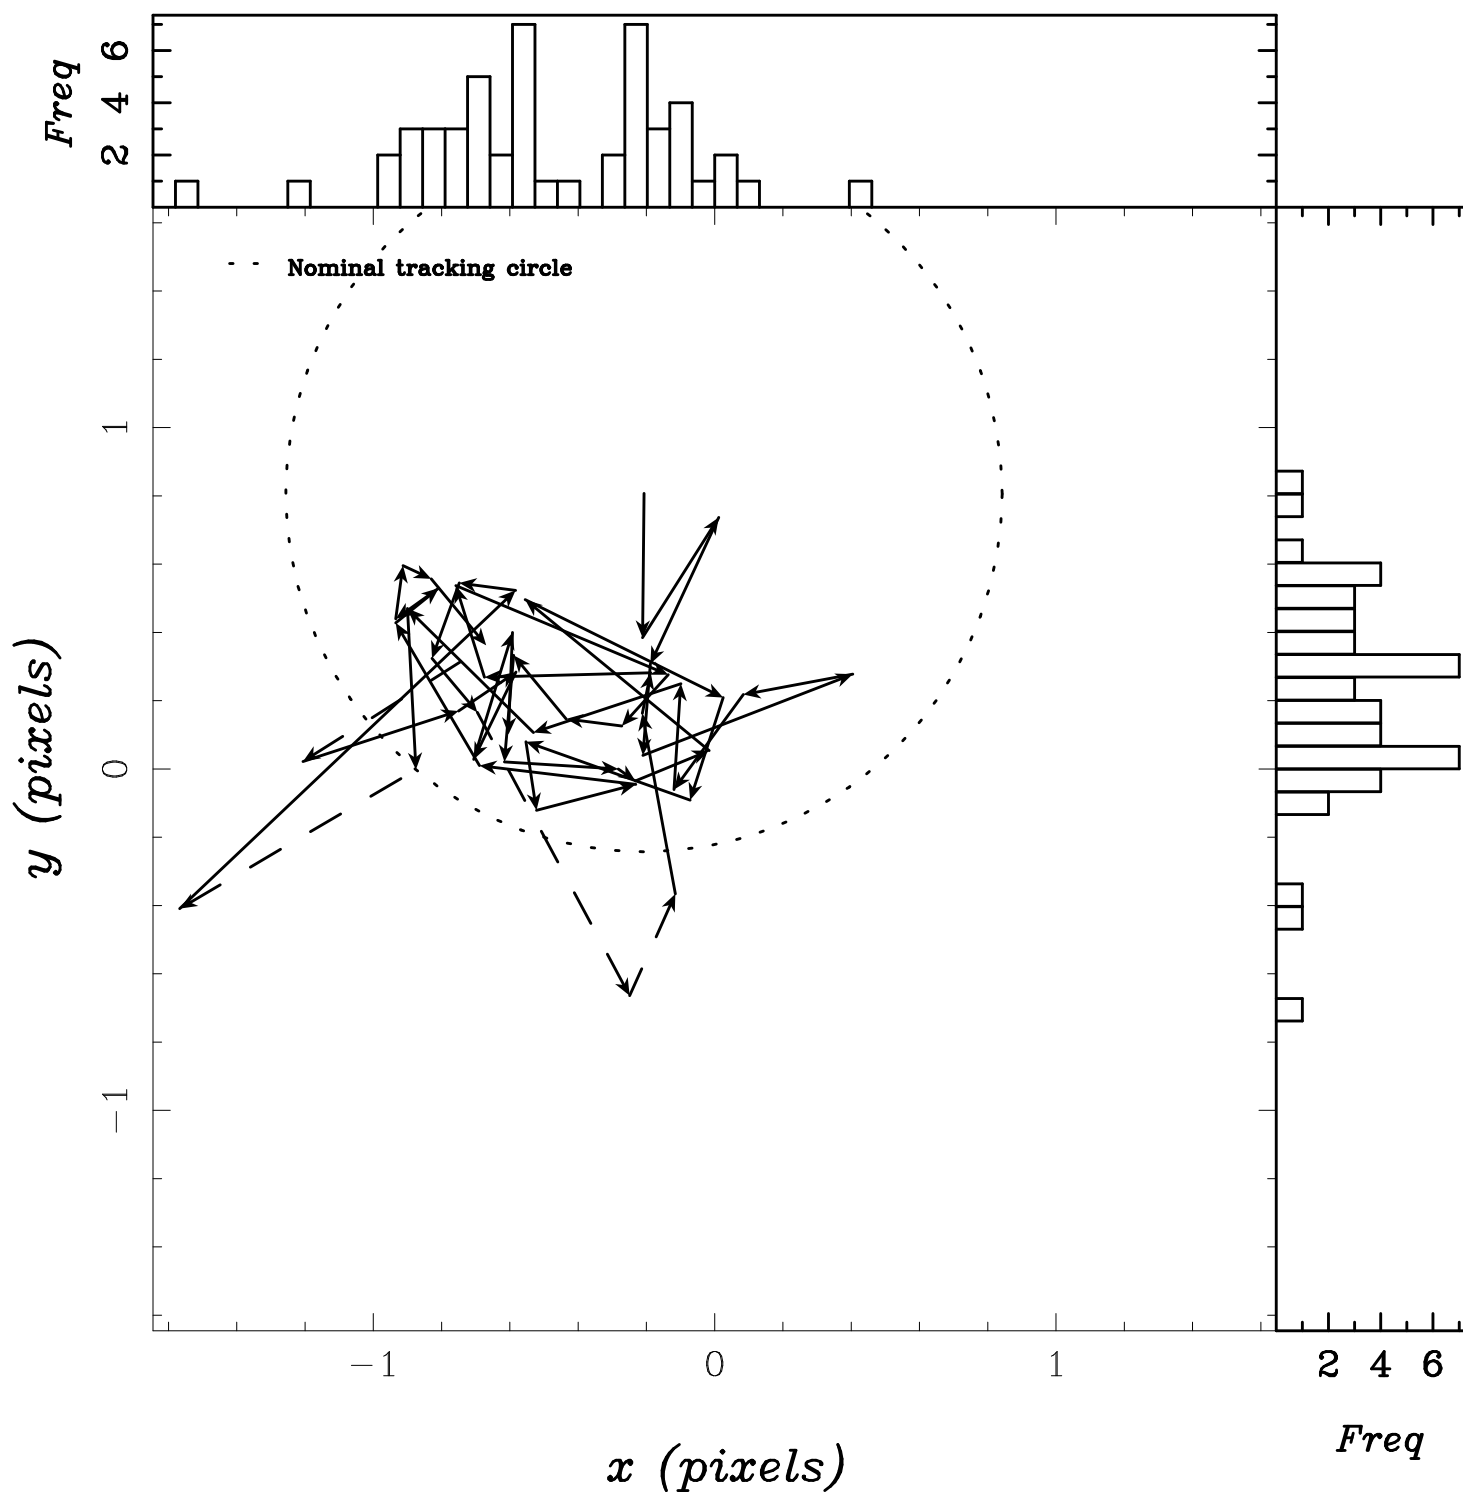 Freq
2 4 6
Nominal tracking circle
y (pixels)
1
0
−1
−1 0 1
x (pixels)
2 4 6
Freq